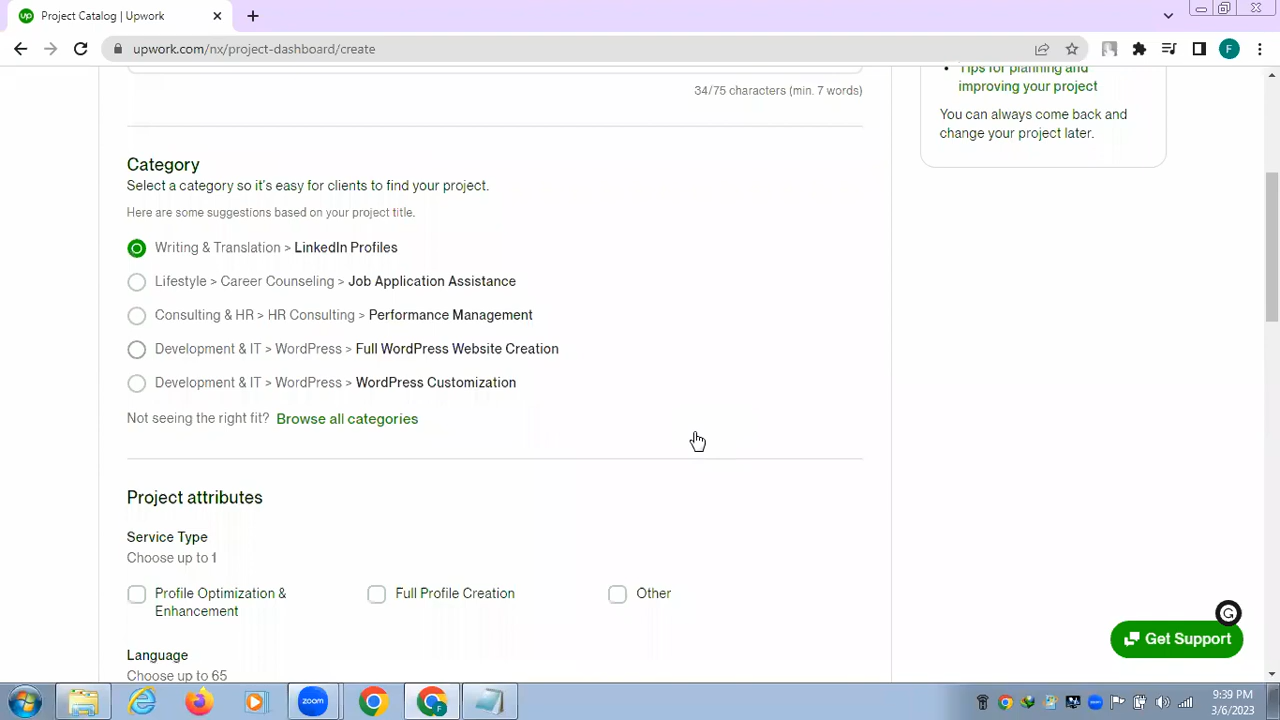 Project Catalog | Upwork
upwork.com/nx/project-dashboard/create
F
34/75 characters (min. 7 words)
Tips for planning and
improving your project
You can always come back and
change your project later.
Category
Select a category so it's easy for clients to find your project.
Here are some suggestions based on your project title.
Writing & Translation > LinkedIn Profiles
Lifestyle > Career Counseling > Job Application Assistance
Consulting & HR > HR Consulting > Performance Management
Development & IT > WordPress > Full WordPress Website Creation
Development & IT > WordPress > WordPress Customization
Not seeing the right fit? Browse all categories
Project attributes
Service Type
Choose up to 1
Profile Optimization &
Enhancement
Full Profile Creation
Other
Get Support
Language
Choose up to 65
zoom
9:39 PM
3/6/2023